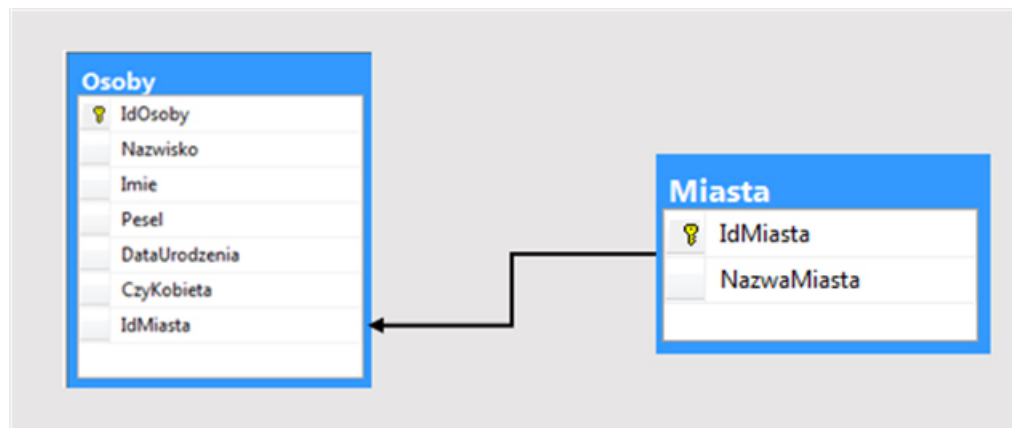 Osoby
IdOsoby
Nazwisko
Imie
Pesel
DataUrodzenia
CzyKobieta
IdMiasta
Miasta
IdMiasta
NazwaMiasta